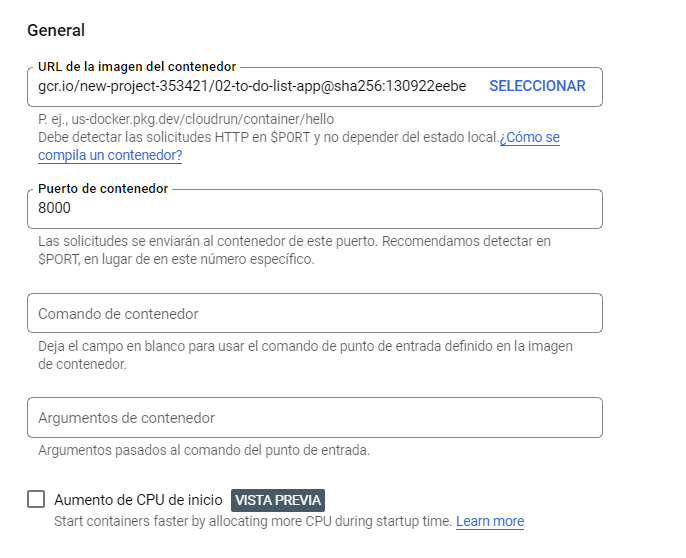 General
URL de la imagen del contenedor
gcr.io/new-project-353421/02-to-do-list-app@sha256:130922eebe SELECCIONAR
P. ej., us-docker.pkg.dev/cloudrun/container/hello
Debe detectar las solicitudes HTTP en $PORT y no depender del estado local.¿Cómo se
compila un contenedor?
Puerto de contenedor
8000
Las solicitudes se enviarán al contenedor de este puerto. Recomendamos detectar en
$PORT, en lugar de en este número específico.
Comando de contenedor
Deja el campo en blanco para usar el comando de punto de entrada definido en la imagen
de contenedor.
Argumentos de contenedor
Argumentos pasados al comando del punto de entrada.
Aumento de CPU de inicio VISTA PREVIA
Start containers faster by allocating more CPU during startup time. Learn more